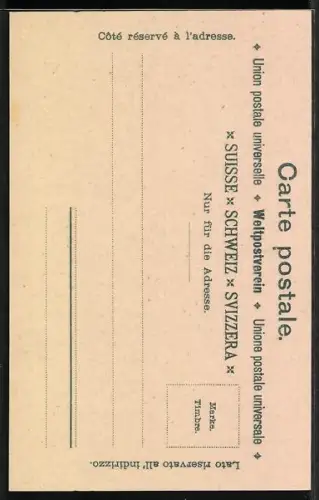 Carte postale.
✦ Union postale universelle ✦ Weltpostverein ✦ Unione postale universale ✦
× SUISSE × SCHWEIZ × SVIZZERA ×
Nur für die Adresse.
Côté réservé à l'adresse.
Lato riservato all' indirizzo.
Marke.
Timbre.